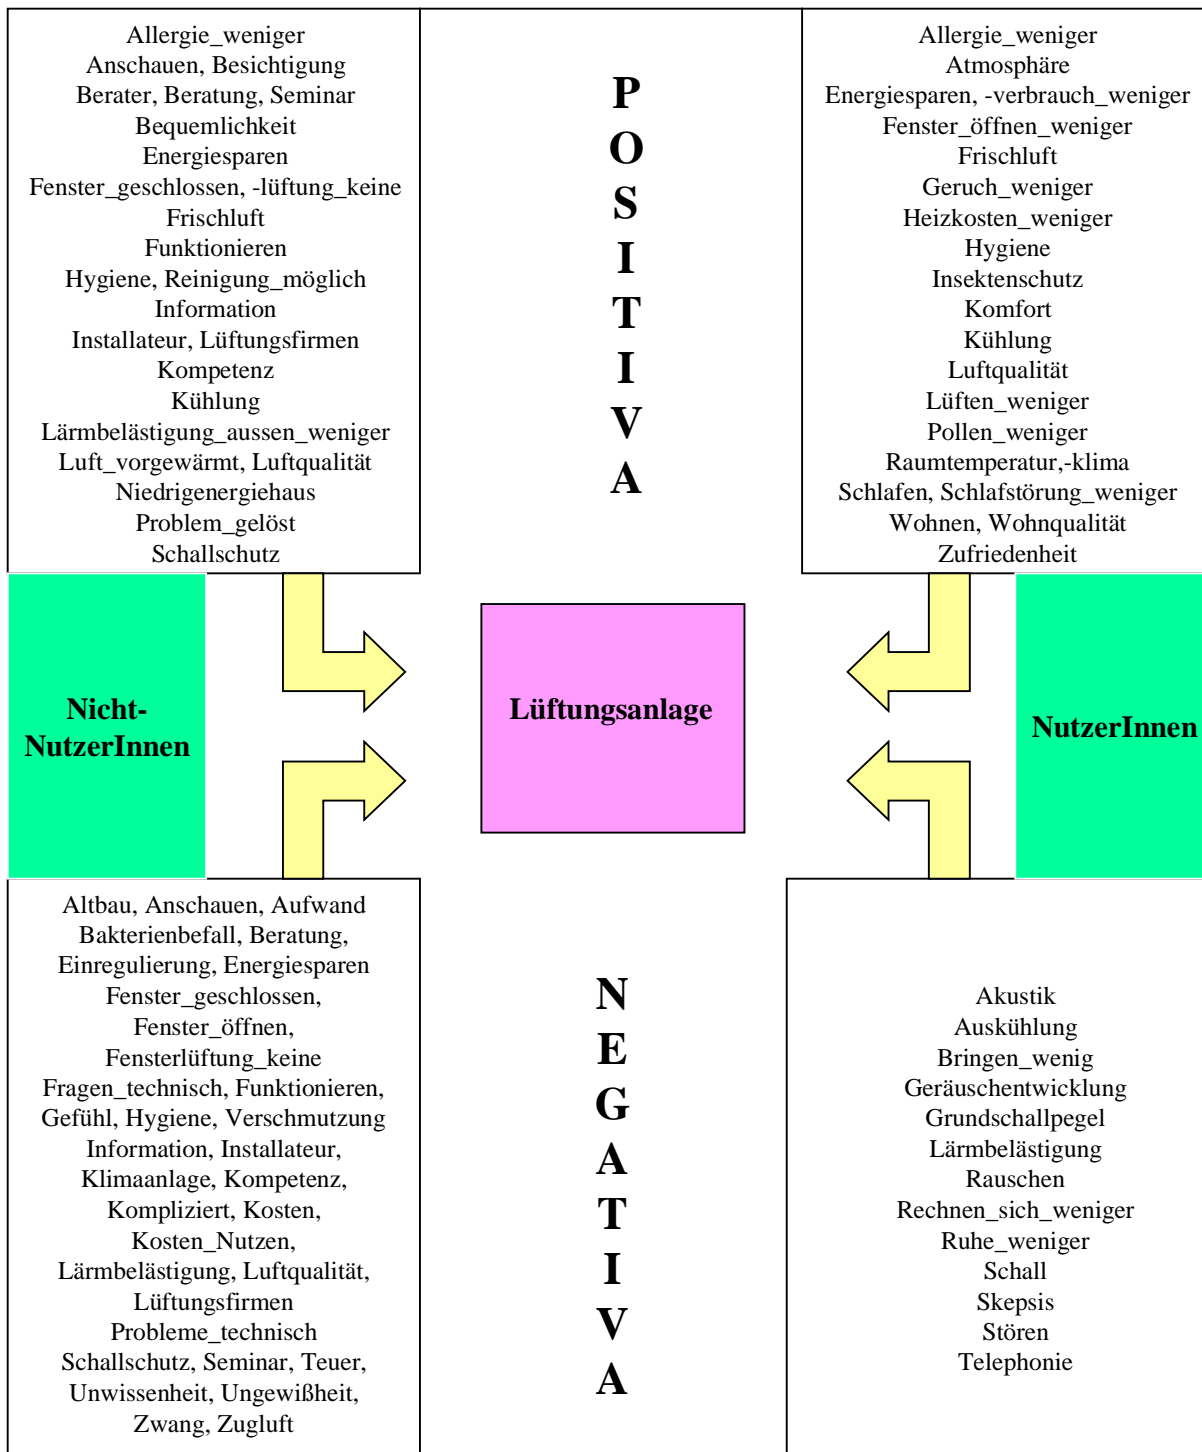 Allergie_weniger
Anschauen, Besichtigung
Berater, Beratung, Seminar
Bequemlichkeit
Energiesparen
Fenster_geschlossen, -lüftung_keine
Frischluft
Funktionieren
Hygiene, Reinigung_möglich
Information
Installateur, Lüftungsfirmen
Kompetenz
Kühlung
Lärmbelästigung_aussen_weniger
Luft_vorgewärmt, Luftqualität
Niedrigenergiehaus
Problem_gelöst
Schallschutz
P
O
S
I
T
I
V
A
Allergie_weniger
Atmosphäre
Energiesparen, -verbrauch_weniger
Fenster_öffnen_weniger
Frischluft
Geruch_weniger
Heizkosten_weniger
Hygiene
Insektenschutz
Komfort
Kühlung
Luftqualität
Lüften_weniger
Pollen_weniger
Raumtemperatur,-klima
Schlafen, Schlafstörung_weniger
Wohnen, Wohnqualität
Zufriedenheit
Nicht-
NutzerInnen
Lüftungsanlage
NutzerInnen
Altbau, Anschauen, Aufwand
Bakterienbefall, Beratung,
Einregulierung, Energiesparen
Fenster_geschlossen,
Fenster_öffnen,
Fensterlüftung_keine
Fragen_technisch, Funktionieren,
Gefühl, Hygiene, Verschmutzung
Information, Installateur,
Klimaanlage, Kompetenz,
Kompliziert, Kosten,
Kosten_Nutzen,
Lärmbelästigung, Luftqualität,
Lüftungsfirmen
Probleme_technisch
Schallschutz, Seminar, Teuer,
Unwissenheit, Ungewißheit,
Zwang, Zugluft
N
E
G
A
T
I
V
A
Akustik
Auskühlung
Bringen_wenig
Geräuschentwicklung
Grundschallpegel
Lärmbelästigung
Rauschen
Rechnen_sich_weniger
Ruhe_weniger
Schall
Skepsis
Stören
Telephonie